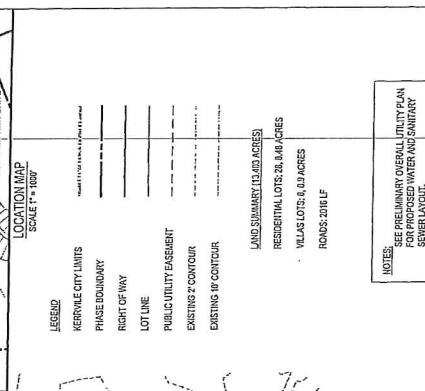 LOCATION MAP
SCALE 1" = 1000'
LEGEND
KERRVILE CITY LIMITS
PHASE BOUNDARY
RIGHT OF WAY
LOT LINE
PUBLIC UTILITY EASEMENT
EXISTING 2' CONTOUR
EXISTING 10' CONTOUR
LAND SUMMARY (13.403 ACRES)
RESIDENTIAL LOTS: 28, 8.48 ACRES
VILLAS LOTS: 8, 0.9 ACRES
ROADS: 2016 LF
NOTES:
SEE PRELIMINARY OVERALL UTILITY PLAN
FOR PROPOSED WATER AND SANITARY
SEWER LAYOUT.